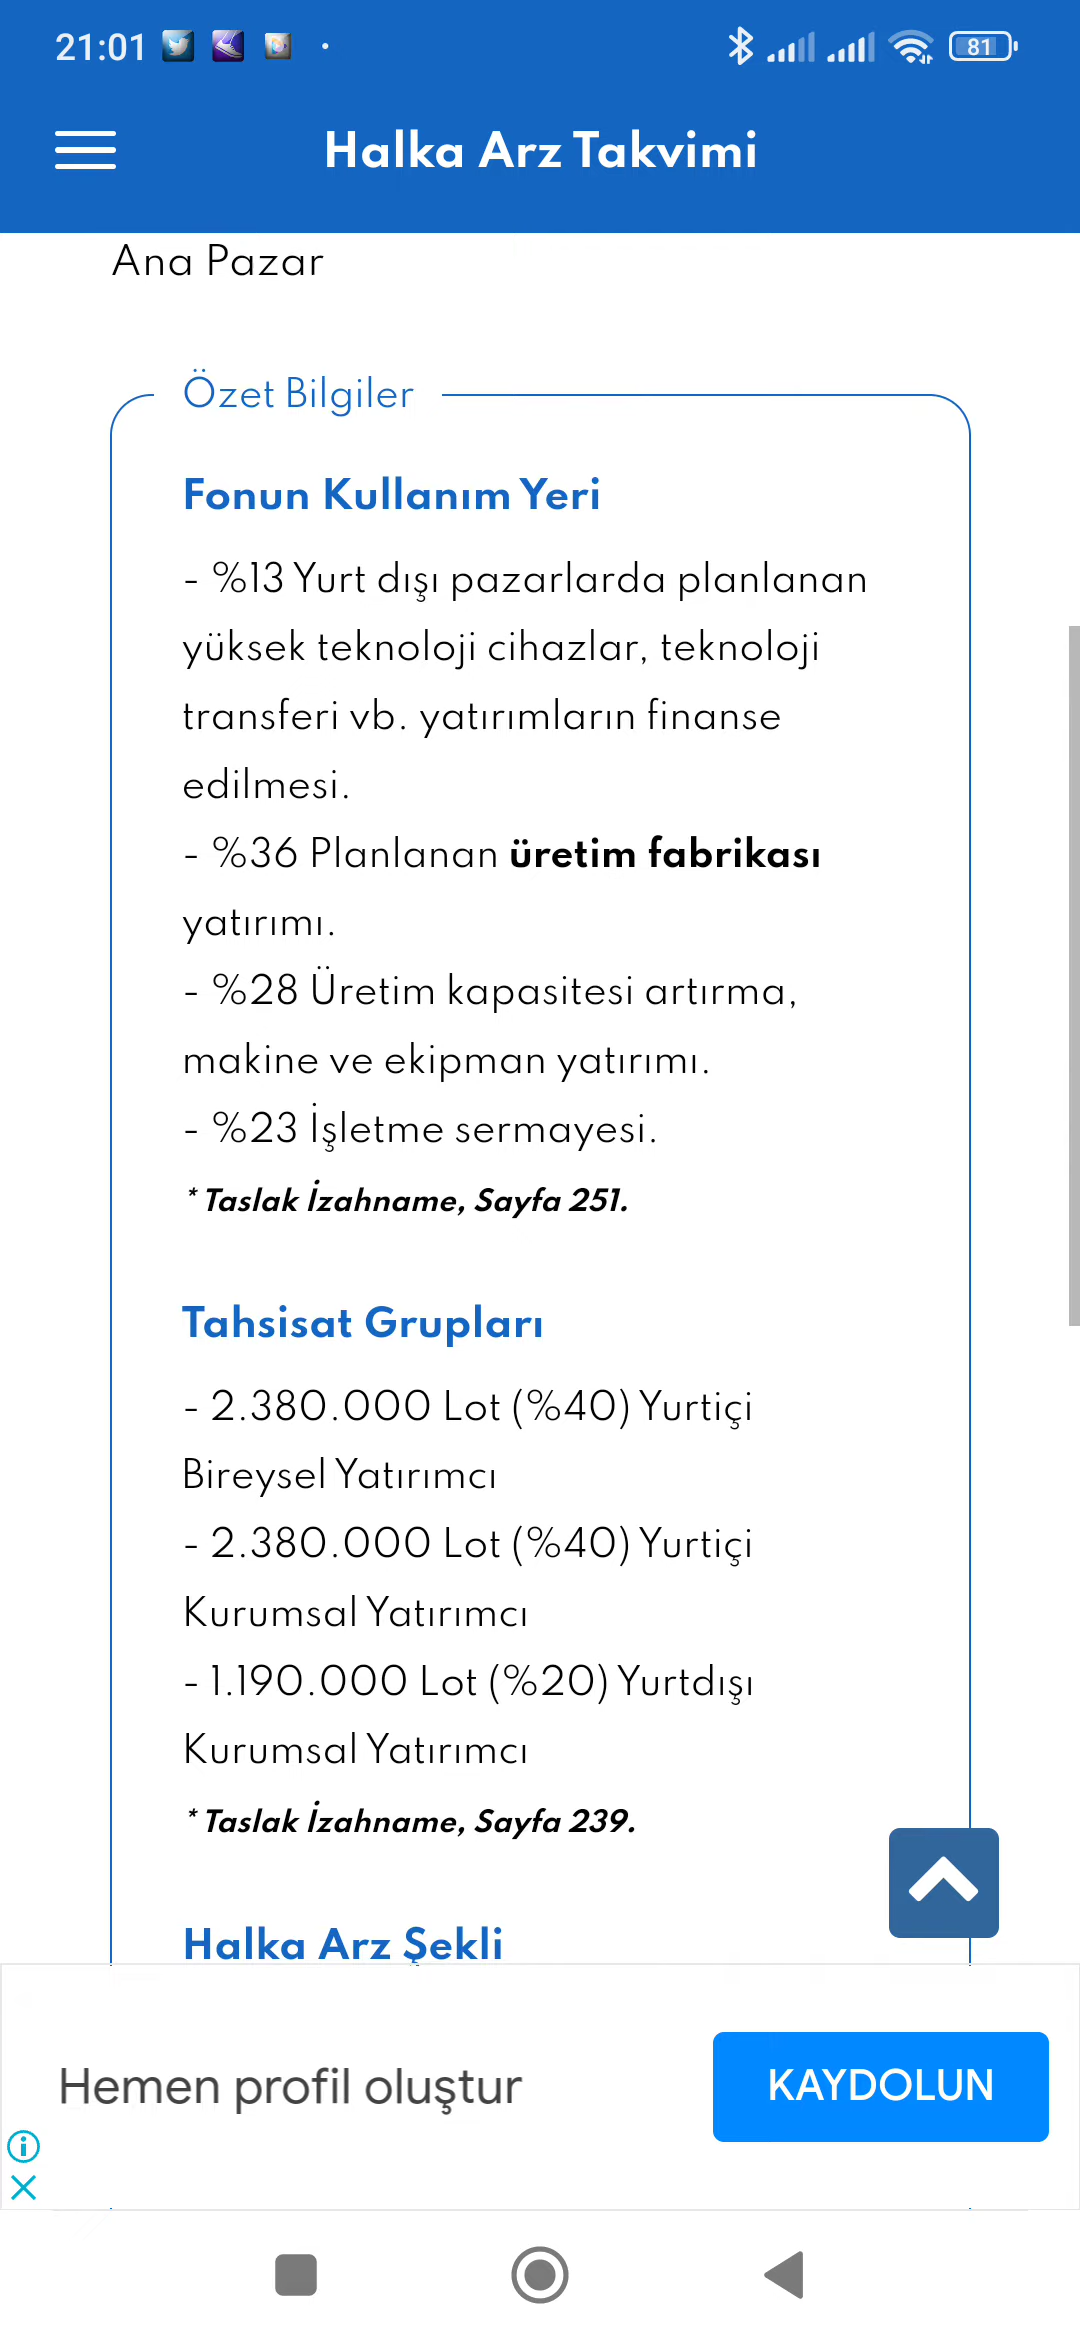 21:01
81
Halka Arz Takvimi
Ana Pazar
Özet Bilgiler
Fonun Kullanım Yeri
- %13 Yurt dışı pazarlarda planlanan
yüksek teknoloji cihazlar, teknoloji
transferi vb. yatırımların finanse
edilmesi.
- %36 Planlanan üretim fabrikası
yatırımı.
- %28 Üretim kapasitesi artırma,
makine ve ekipman yatırımı.
- %23 İşletme sermayesi.
* Taslak İzahname, Sayfa 251.
Tahsisat Grupları
- 2.380.000 Lot (%40) Yurtiçi
Bireysel Yatırımcı
- 2.380.000 Lot (%40) Yurtiçi
Kurumsal Yatırımcı
- 1.190.000 Lot (%20) Yurtdışı
Kurumsal Yatırımcı
* Taslak İzahname, Sayfa 239.
Halka Arz Şekli
Hemen profil oluştur
KAYDOLUN